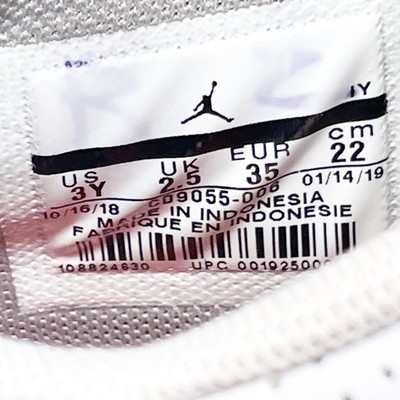 US UK EUR cm
3Y 2.5 35 22
10/16/18 CD9055-006 01/14/19
MADE IN INDONESIA
FABRIQUE EN INDONESIE
108824630 UPC 00192500